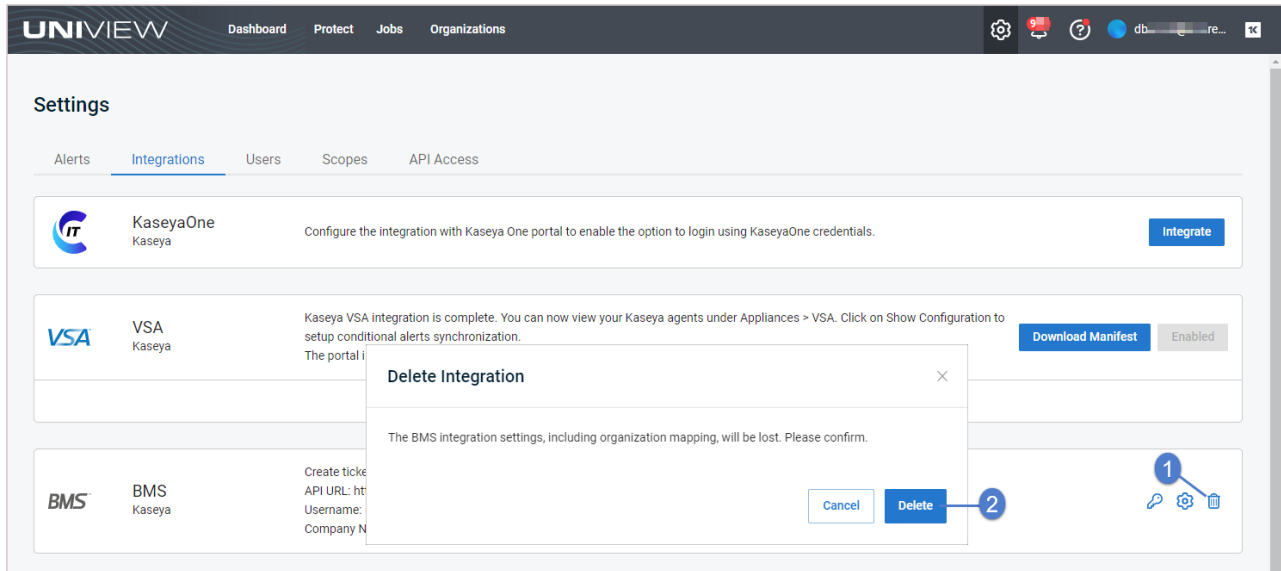 UNIVIEW
Dashboard Protect Jobs Organizations
9
db re...
1K
Settings
Alerts Integrations Users Scopes API Access
IT
KaseyaOne
Kaseya
Configure the integration with Kaseya One portal to enable the option to login using KaseyaOne credentials.
Integrate
VSA
VSA
Kaseya
Kaseya VSA integration is complete. You can now view your Kaseya agents under Appliances > VSA. Click on Show Configuration to
setup conditional alerts synchronization.
The portal i
Download Manifest
Enabled
Delete Integration
The BMS integration settings, including organization mapping, will be lost. Please confirm.
Cancel
Delete
2
BMS
BMS
Kaseya
Create ticke
API URL: ht
Username:
Company N
1